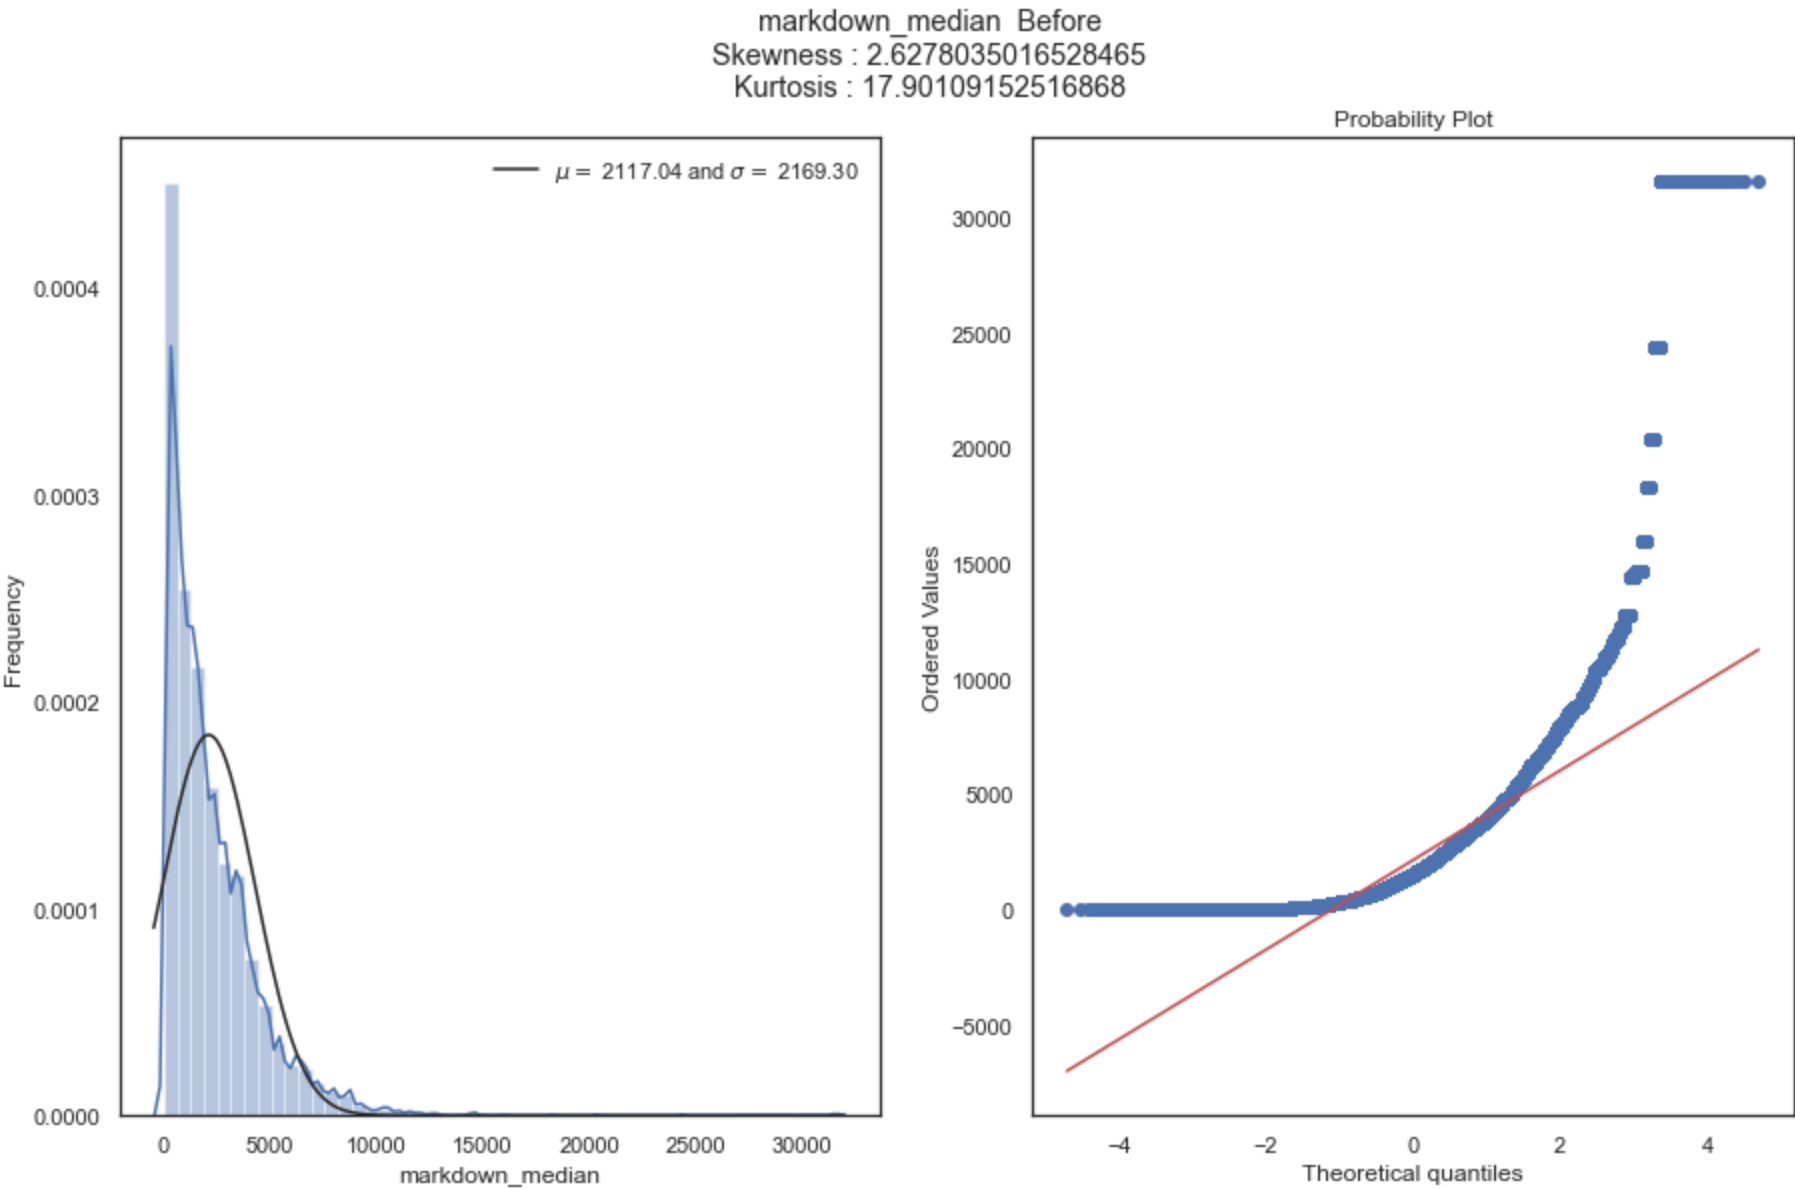 markdown_median  Before
Skewness : 2.6278035016528465
Kurtosis : 17.90109152516868
μ = 2117.04 and σ = 2169.30
Frequency
0.0004
0.0003
0.0002
0.0001
0.0000
0 5000 10000 15000 20000 25000 30000
markdown_median
Probability Plot
Ordered Values
30000
25000
20000
15000
10000
5000
0
−5000
−4 −2 0 2 4
Theoretical quantiles